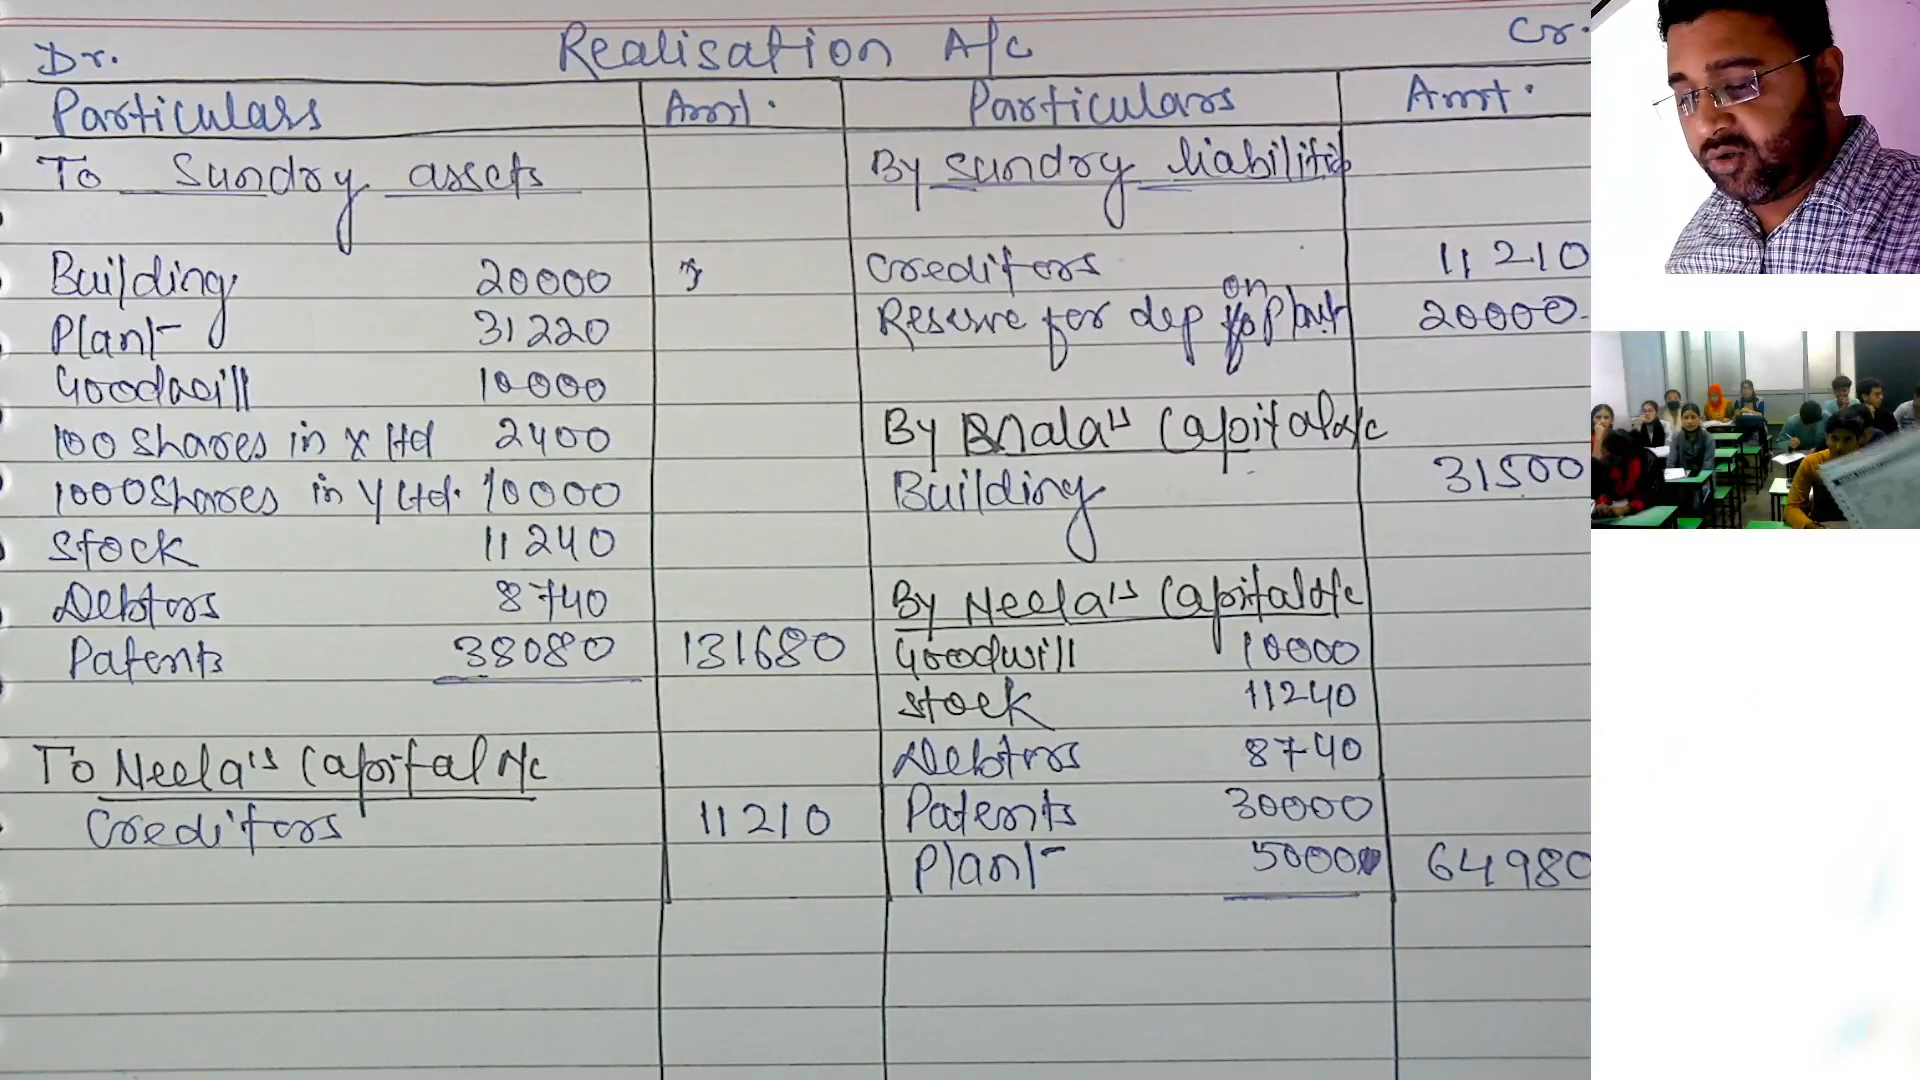 Dr. Realisation A/c Cr.
Particulars Amt. Particulars Amt.
To Sundry assets By Sundry liabilities
Building 20000 Creditors 11210
Plant 31220 Reserve for dep on Plant 20000
Goodwill 10000
100 Shares in X Ltd 2400 By Mala's Capital A/c
1000 Shares in Y Ltd. 10000 Building 31500
Stock 11240
Debtors 8740 By Neela's Capital A/c
Patents 38080 131680 Goodwill 10000
Stock 11240
To Neela's Capital A/c Debtors 8740
Creditors 11210 Patents 30000
Plant 5000 64980